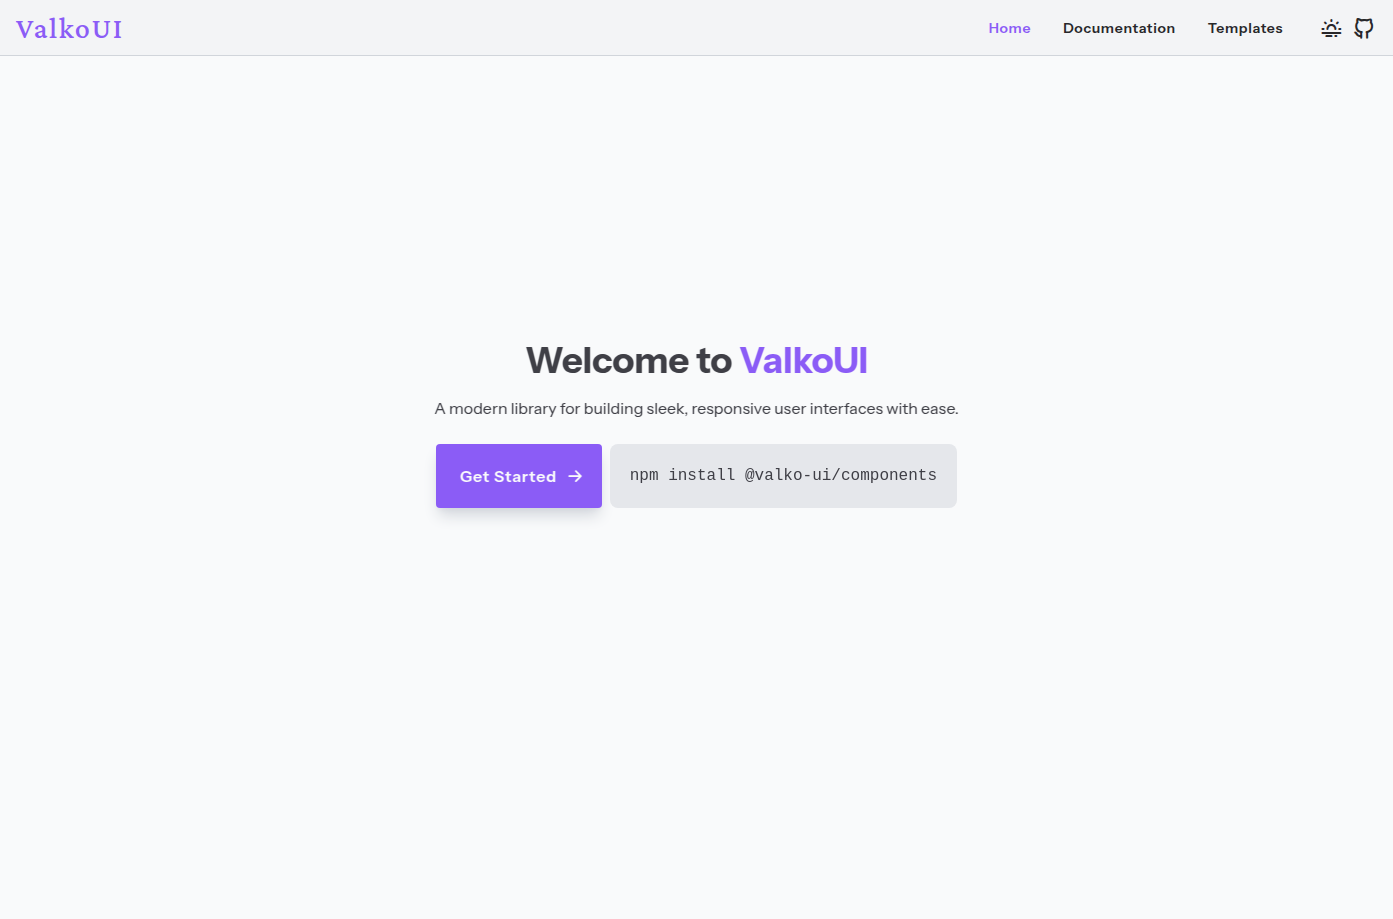 ValkoUI
Home Documentation Templates
Welcome to ValkoUI
A modern library for building sleek, responsive user interfaces with ease.
Get Started
npm install @valko-ui/components